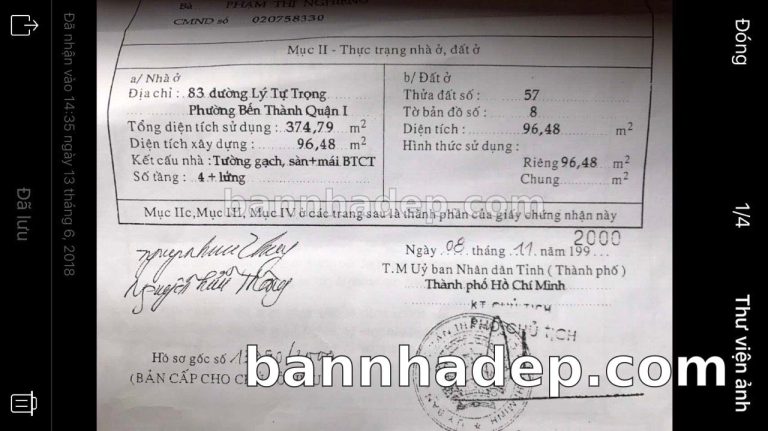 Đóng
1/4
Thư viện ảnh
Đã nhận vào 14:35 ngày 13 tháng 6, 2018
Đã lưu
Bà PHẠM THỊ
CMND số 020758330
Mục II - Thực trạng nhà ở, đất ở
a/ Nhà ở
Địa chỉ : 83 đường Lý Tự Trọng
Phường Bến Thành Quận I
Tổng diện tích sử dụng : 374,79 m2
Diện tích xây dựng : 96,48 m2
Kết cấu nhà : Tường gạch, sàn+mái BTCT
Số tầng : 4 + lửng
b/ Đất ở
Thửa đất số : 57
Tờ bản đồ số : 8
Diện tích : 96,48 m2
Hình thức sử dụng :
Riêng 96,48 m2
Chung m2
bannhadep.com
Mục IIc, Mục III, Mục IV ở các trang sau là thành phần của giấy chứng nhận này
Ngày 08 tháng 11 năm 199... 2000
T.M Uỷ ban Nhân dân Tỉnh ( Thành phố )
Thành phố Hồ Chí Minh
KT CHỦ TỊCH
PHÓ CHỦ TỊCH
Nguyễn Hữu Thông
Hồ sơ gốc số
(BẢN CẤP CHO
bannhadep.com